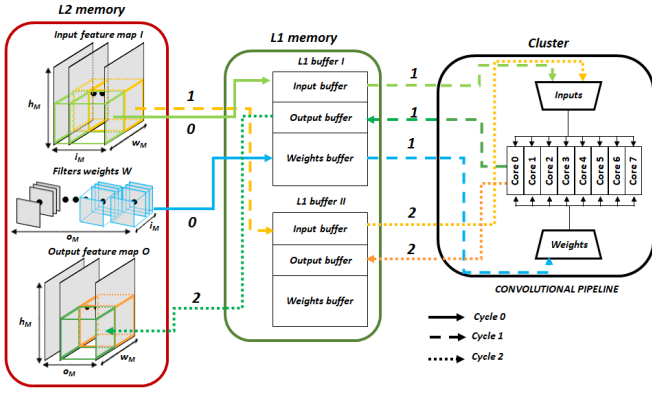 L2 memory
Input feature map I
h_M
i_M
w_M
Filters weights W
i_M
o_M
Output feature map O
h_M
w_M
o_M
1
0
0
2
L1 memory
L1 buffer I
Input buffer
Output buffer
Weights buffer
L1 buffer II
Input buffer
Output buffer
Weights buffer
1
1
1
2
2
Cluster
Inputs
Core 0
Core 1
Core 2
Core 3
Core 4
Core 5
Core 6
Core 7
Weights
CONVOLUTIONAL PIPELINE
Cycle 0
Cycle 1
Cycle 2